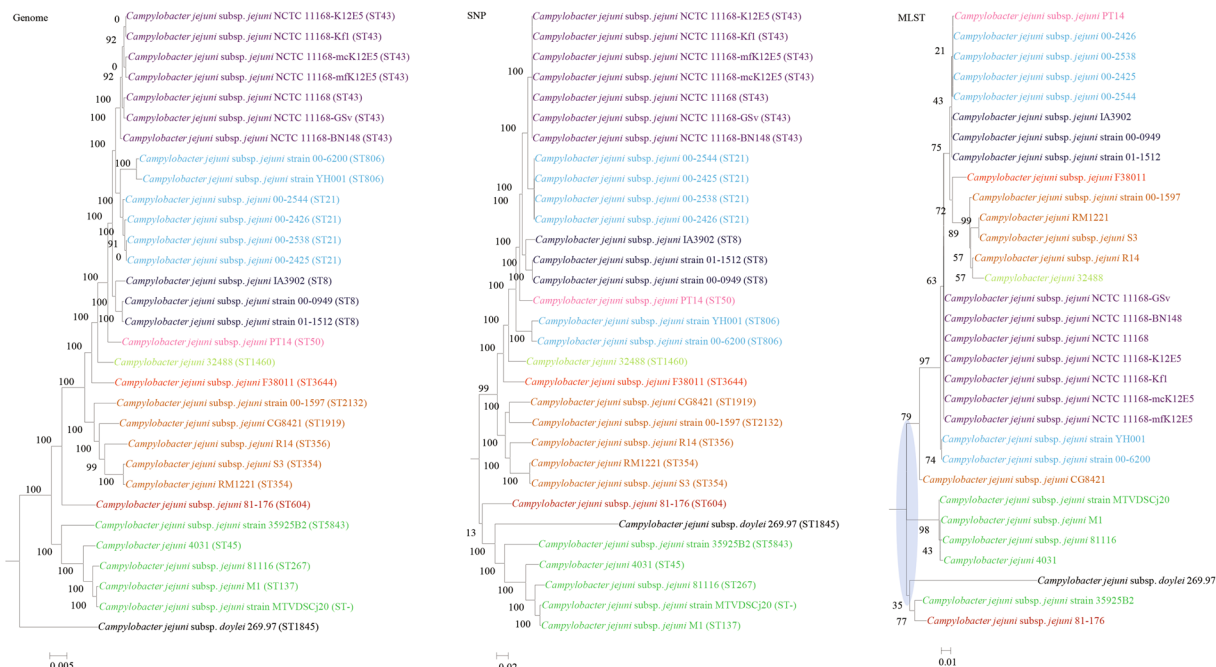 Genome
Campylobacter jejuni subsp. jejuni NCTC 11168-K12E5 (ST43)
Campylobacter jejuni subsp. jejuni NCTC 11168-Kf1 (ST43)
Campylobacter jejuni subsp. jejuni NCTC 11168-mcK12E5 (ST43)
Campylobacter jejuni subsp. jejuni NCTC 11168-mfK12E5 (ST43)
Campylobacter jejuni subsp. jejuni NCTC 11168 (ST43)
Campylobacter jejuni subsp. jejuni NCTC 11168-GSv (ST43)
Campylobacter jejuni subsp. jejuni NCTC 11168-BN148 (ST43)
Campylobacter jejuni subsp. jejuni strain 00-6200 (ST806)
Campylobacter jejuni subsp. jejuni strain YH001 (ST806)
Campylobacter jejuni subsp. jejuni 00-2544 (ST21)
Campylobacter jejuni subsp. jejuni 00-2426 (ST21)
Campylobacter jejuni subsp. jejuni 00-2538 (ST21)
Campylobacter jejuni subsp. jejuni 00-2425 (ST21)
Campylobacter jejuni subsp. jejuni IA3902 (ST8)
Campylobacter jejuni subsp. jejuni strain 00-0949 (ST8)
Campylobacter jejuni subsp. jejuni strain 01-1512 (ST8)
Campylobacter jejuni subsp. jejuni PT14 (ST50)
Campylobacter jejuni 32488 (ST1460)
Campylobacter jejuni subsp. jejuni F38011 (ST3644)
Campylobacter jejuni subsp. jejuni strain 00-1597 (ST2132)
Campylobacter jejuni subsp. jejuni CG8421 (ST1919)
Campylobacter jejuni subsp. jejuni R14 (ST356)
Campylobacter jejuni subsp. jejuni S3 (ST354)
Campylobacter jejuni subsp. jejuni RM1221 (ST354)
Campylobacter jejuni subsp. jejuni 81-176 (ST604)
Campylobacter jejuni subsp. jejuni strain 35925B2 (ST5843)
Campylobacter jejuni 4031 (ST45)
Campylobacter jejuni subsp. jejuni 81116 (ST267)
Campylobacter jejuni subsp. jejuni M1 (ST137)
Campylobacter jejuni subsp. jejuni strain MTVDSCj20 (ST-)
Campylobacter jejuni subsp. doylei 269.97 (ST1845)
0
92
0
92
100
100
100
100
100
91
0
100
100
100
100
100
100
100
100
99
100
100
100
100
0.005
SNP
Campylobacter jejuni subsp. jejuni NCTC 11168-K12E5 (ST43)
Campylobacter jejuni subsp. jejuni NCTC 11168-Kf1 (ST43)
Campylobacter jejuni subsp. jejuni NCTC 11168-mfK12E5 (ST43)
Campylobacter jejuni subsp. jejuni NCTC 11168-mcK12E5 (ST43)
Campylobacter jejuni subsp. jejuni NCTC 11168 (ST43)
Campylobacter jejuni subsp. jejuni NCTC 11168-GSv (ST43)
Campylobacter jejuni subsp. jejuni NCTC 11168-BN148 (ST43)
Campylobacter jejuni subsp. jejuni 00-2544 (ST21)
Campylobacter jejuni subsp. jejuni 00-2425 (ST21)
Campylobacter jejuni subsp. jejuni 00-2538 (ST21)
Campylobacter jejuni subsp. jejuni 00-2426 (ST21)
Campylobacter jejuni subsp. jejuni IA3902 (ST8)
Campylobacter jejuni subsp. jejuni strain 01-1512 (ST8)
Campylobacter jejuni subsp. jejuni strain 00-0949 (ST8)
Campylobacter jejuni subsp. jejuni PT14 (ST50)
Campylobacter jejuni subsp. jejuni strain YH001 (ST806)
Campylobacter jejuni subsp. jejuni strain 00-6200 (ST806)
Campylobacter jejuni 32488 (ST1460)
Campylobacter jejuni subsp. jejuni F38011 (ST3644)
Campylobacter jejuni subsp. jejuni CG8421 (ST1919)
Campylobacter jejuni subsp. jejuni strain 00-1597 (ST2132)
Campylobacter jejuni subsp. jejuni R14 (ST356)
Campylobacter jejuni subsp. jejuni RM1221 (ST354)
Campylobacter jejuni subsp. jejuni S3 (ST354)
Campylobacter jejuni subsp. jejuni 81-176 (ST604)
Campylobacter jejuni subsp. doylei 269.97 (ST1845)
Campylobacter jejuni subsp. jejuni strain 35925B2 (ST5843)
Campylobacter jejuni 4031 (ST45)
Campylobacter jejuni subsp. jejuni 81116 (ST267)
Campylobacter jejuni subsp. jejuni strain MTVDSCj20 (ST-)
Campylobacter jejuni subsp. jejuni M1 (ST137)
100
100
100
100
100
100
100
100
100
100
100
100
100
99
100
100
100
100
13
100
100
100
100
0.02
MLST
Campylobacter jejuni subsp. jejuni PT14
Campylobacter jejuni subsp. jejuni 00-2426
Campylobacter jejuni subsp. jejuni 00-2538
Campylobacter jejuni subsp. jejuni 00-2425
Campylobacter jejuni subsp. jejuni 00-2544
Campylobacter jejuni subsp. jejuni IA3902
Campylobacter jejuni subsp. jejuni strain 00-0949
Campylobacter jejuni subsp. jejuni strain 01-1512
Campylobacter jejuni subsp. jejuni F38011
Campylobacter jejuni subsp. jejuni strain 00-1597
Campylobacter jejuni RM1221
Campylobacter jejuni subsp. jejuni S3
Campylobacter jejuni subsp. jejuni R14
Campylobacter jejuni 32488
Campylobacter jejuni subsp. jejuni NCTC 11168-GSv
Campylobacter jejuni subsp. jejuni NCTC 11168-BN148
Campylobacter jejuni subsp. jejuni NCTC 11168
Campylobacter jejuni subsp. jejuni NCTC 11168-K12E5
Campylobacter jejuni subsp. jejuni NCTC 11168-Kf1
Campylobacter jejuni subsp. jejuni NCTC 11168-mcK12E5
Campylobacter jejuni subsp. jejuni NCTC 11168-mfK12E5
Campylobacter jejuni subsp. jejuni strain YH001
Campylobacter jejuni subsp. jejuni strain 00-6200
Campylobacter jejuni subsp. jejuni CG8421
Campylobacter jejuni subsp. jejuni strain MTVDSCj20
Campylobacter jejuni subsp. jejuni M1
Campylobacter jejuni subsp. jejuni 81116
Campylobacter jejuni 4031
Campylobacter jejuni subsp. doylei 269.97
Campylobacter jejuni subsp. jejuni strain 35925B2
Campylobacter jejuni subsp. jejuni 81-176
21
43
75
72
99
89
57
57
63
97
79
74
98
43
35
77
0.01